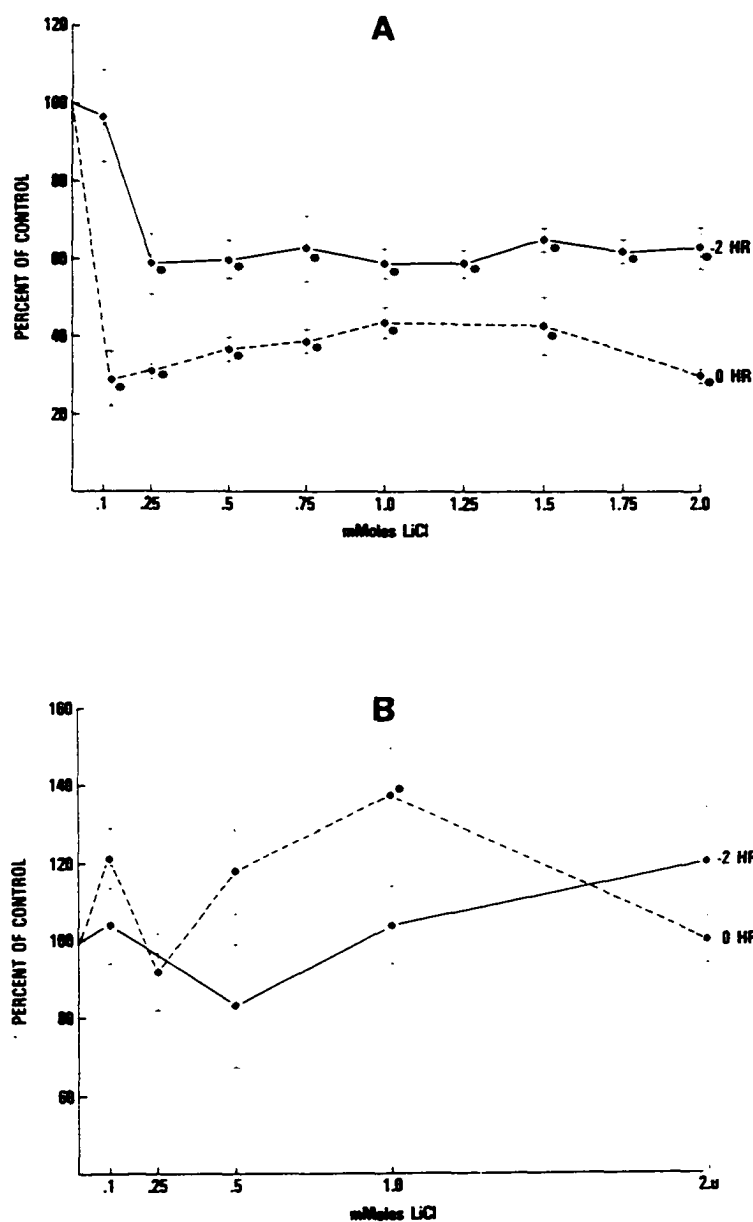 A
120
100
80
60
40
20
PERCENT OF CONTROL
-2 HR
0 HR
.1 .25 .5 .75 1.0 1.25 1.5 1.75 2.0
mMoles LiCl
B
160
140
120
100
80
60
PERCENT OF CONTROL
-2 HR
0 HR
.1 .25 .5 1.0 2.0
mMoles LiCl